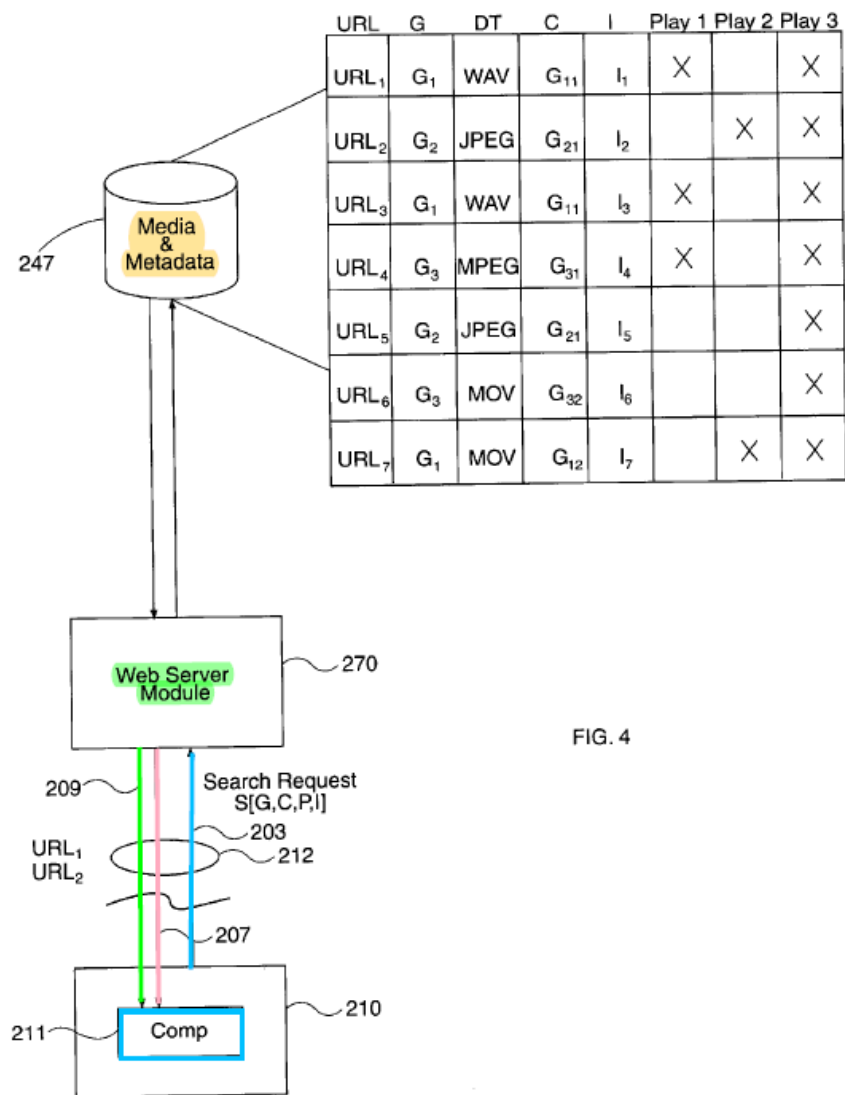 URL G DT C I Play 1 Play 2 Play 3
URL₁ G₁ WAV G₁₁ I₁ X X
URL₂ G₂ JPEG G₂₁ I₂ X X
URL₃ G₁ WAV G₁₁ I₃ X X
URL₄ G₃ MPEG G₃₁ I₄ X X
URL₅ G₂ JPEG G₂₁ I₅ X
URL₆ G₃ MOV G₃₂ I₆ X
URL₇ G₁ MOV G₁₂ I₇ X X
Media
&
Metadata
247
Web Server
Module
270
FIG. 4
209
Search Request
S[G,C,P,I]
203
212
URL₁
URL₂
207
210
211
Comp